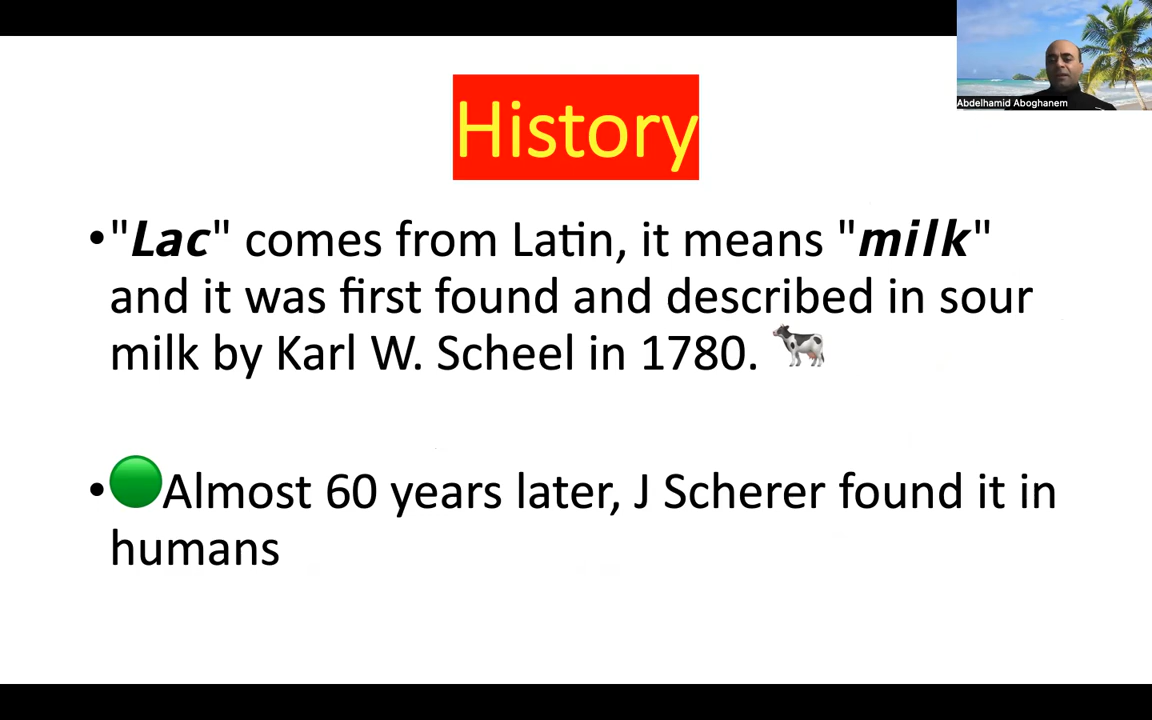 Abdelhamid Aboghanem
History
•"Lac" comes from Latin, it means "milk"
and it was first found and described in sour
milk by Karl W. Scheel in 1780. 🐄
•🟢Almost 60 years later, J Scherer found it in
humans